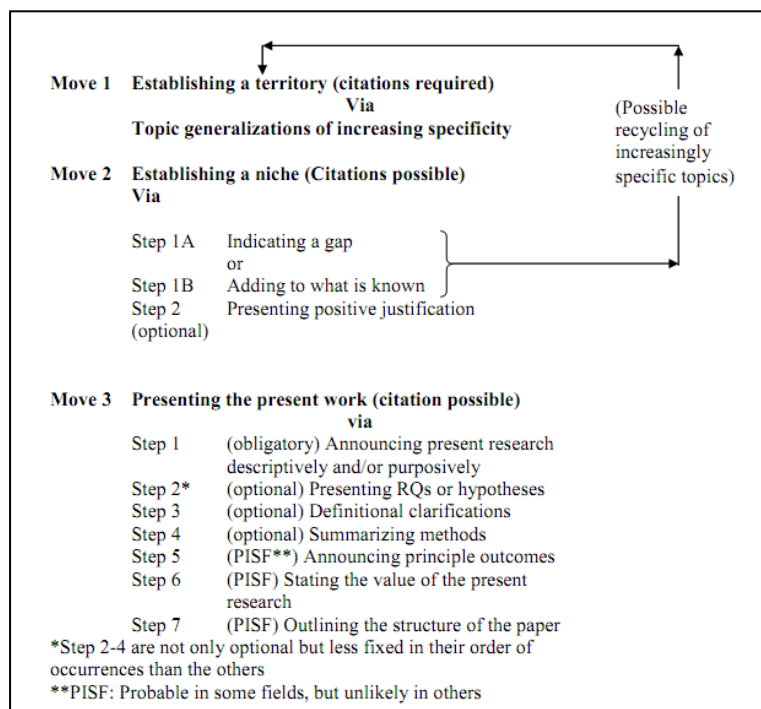 Move 1 Establishing a territory (citations required)
Via
Topic generalizations of increasing specificity
(Possible
recycling of
increasingly
specific topics)
Move 2 Establishing a niche (Citations possible)
Via
Step 1A Indicating a gap
or
Step 1B Adding to what is known
Step 2 Presenting positive justification
(optional)
Move 3 Presenting the present work (citation possible)
via
Step 1 (obligatory) Announcing present research
descriptively and/or purposively
Step 2* (optional) Presenting RQs or hypotheses
Step 3 (optional) Definitional clarifications
Step 4 (optional) Summarizing methods
Step 5 (PISF**) Announcing principle outcomes
Step 6 (PISF) Stating the value of the present
research
Step 7 (PISF) Outlining the structure of the paper
*Step 2-4 are not only optional but less fixed in their order of
occurrences than the others
**PISF: Probable in some fields, but unlikely in others